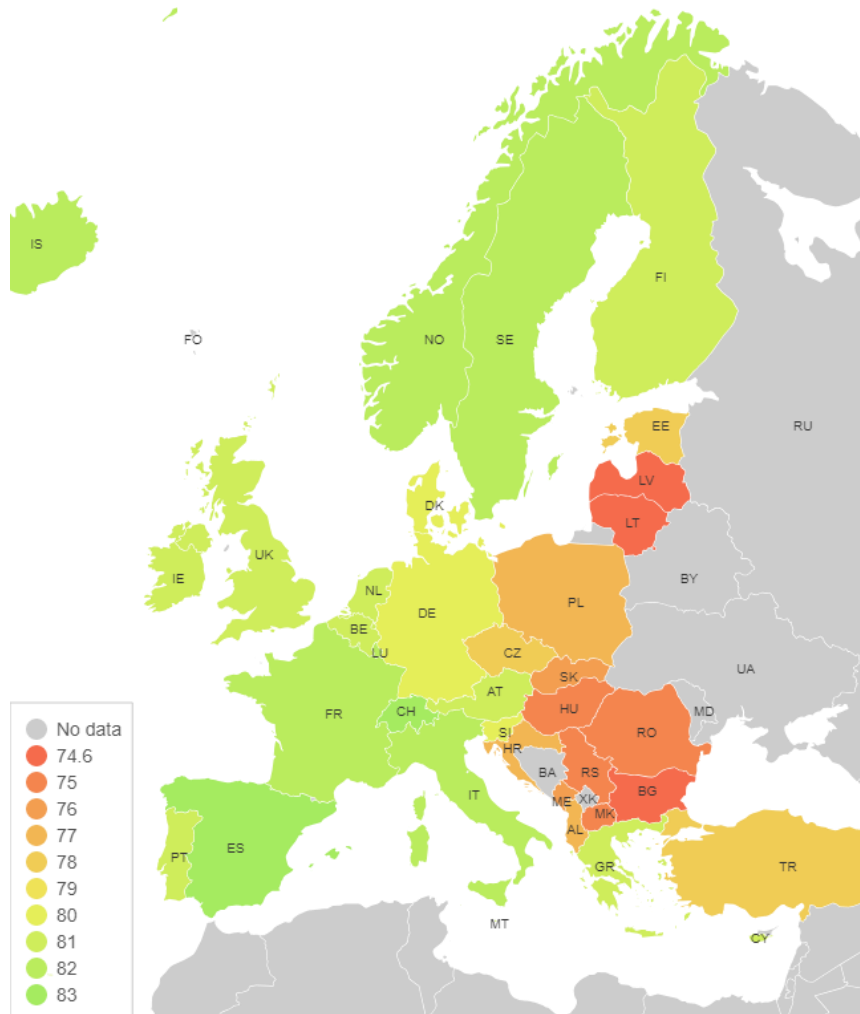 IS
FO
NO
SE
FI
RU
EE
LV
LT
DK
IE
UK
NL
BE
LU
DE
PL
BY
CZ
SK
UA
AT
CH
FR
HU
SI
HR
RO
MD
BA
RS
ME
XK
BG
MK
AL
IT
PT
ES
GR
TR
MT
CY
No data
74.6
75
76
77
78
79
80
81
82
83